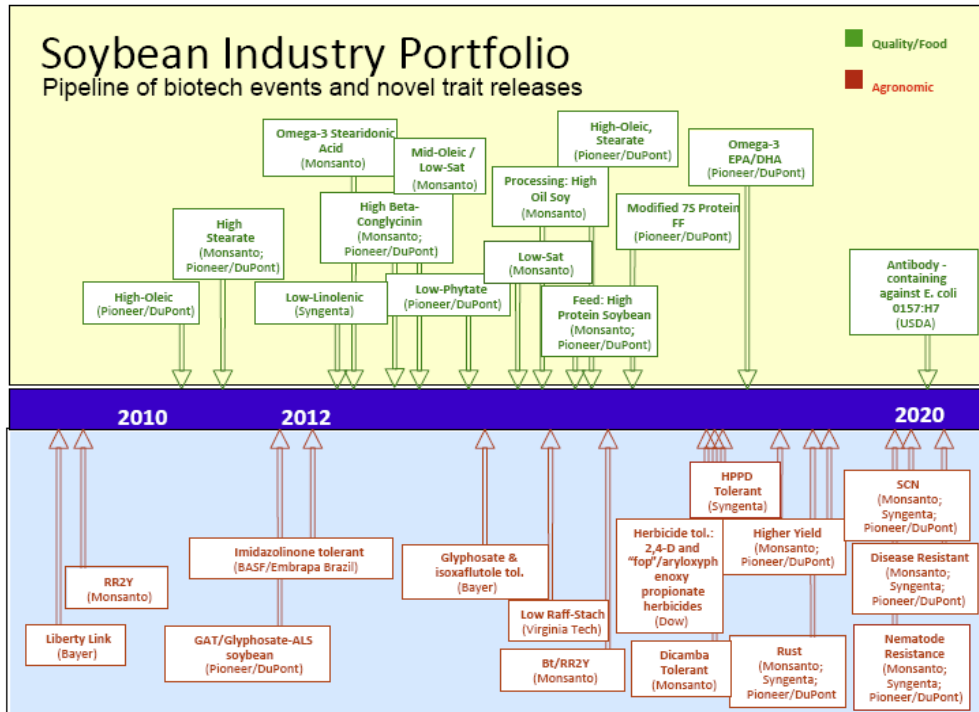 Soybean Industry Portfolio
Pipeline of biotech events and novel trait releases
Quality/Food
Agronomic
Omega-3 Stearidonic
Acid
(Monsanto)
Mid-Oleic /
Low-Sat
(Monsanto)
High-Oleic,
Stearate
(Pioneer/DuPont)
Omega-3
EPA/DHA
(Pioneer/DuPont)
Processing: High
Oil Soy
(Monsanto)
High
Stearate
(Monsanto;
Pioneer/DuPont)
High Beta-
Conglycinin
(Monsanto;
Pioneer/DuPont)
Modified 7S Protein
FF
(Pioneer/DuPont)
Low-Sat
(Monsanto)
High-Oleic
(Pioneer/DuPont)
Low-Linolenic
(Syngenta)
Low-Phytate
(Pioneer/DuPont)
Feed: High
Protein Soybean
(Monsanto;
Pioneer/DuPont)
Antibody -
containing
against E. coli
0157:H7
(USDA)
2010
2012
2020
HPPD
Tolerant
(Syngenta)
SCN
(Monsanto;
Syngenta;
Pioneer/DuPont)
Imidazolinone tolerant
(BASF/Embrapa Brazil)
Glyphosate &
isoxaflutole tol.
(Bayer)
Herbicide tol.:
2,4-D and
“fop”/aryloxyph
enoxy
propionate
herbicides
(Dow)
Higher Yield
(Monsanto;
Pioneer/DuPont)
Disease Resistant
(Monsanto;
Syngenta;
Pioneer/DuPont)
RR2Y
(Monsanto)
Low Raff-Stach
(Virginia Tech)
Liberty Link
(Bayer)
GAT/Glyphosate-ALS
soybean
(Pioneer/DuPont)
Bt/RR2Y
(Monsanto)
Dicamba
Tolerant
(Monsanto)
Rust
(Monsanto;
Syngenta;
Pioneer/DuPont
Nematode
Resistance
(Monsanto;
Syngenta;
Pioneer/DuPont)